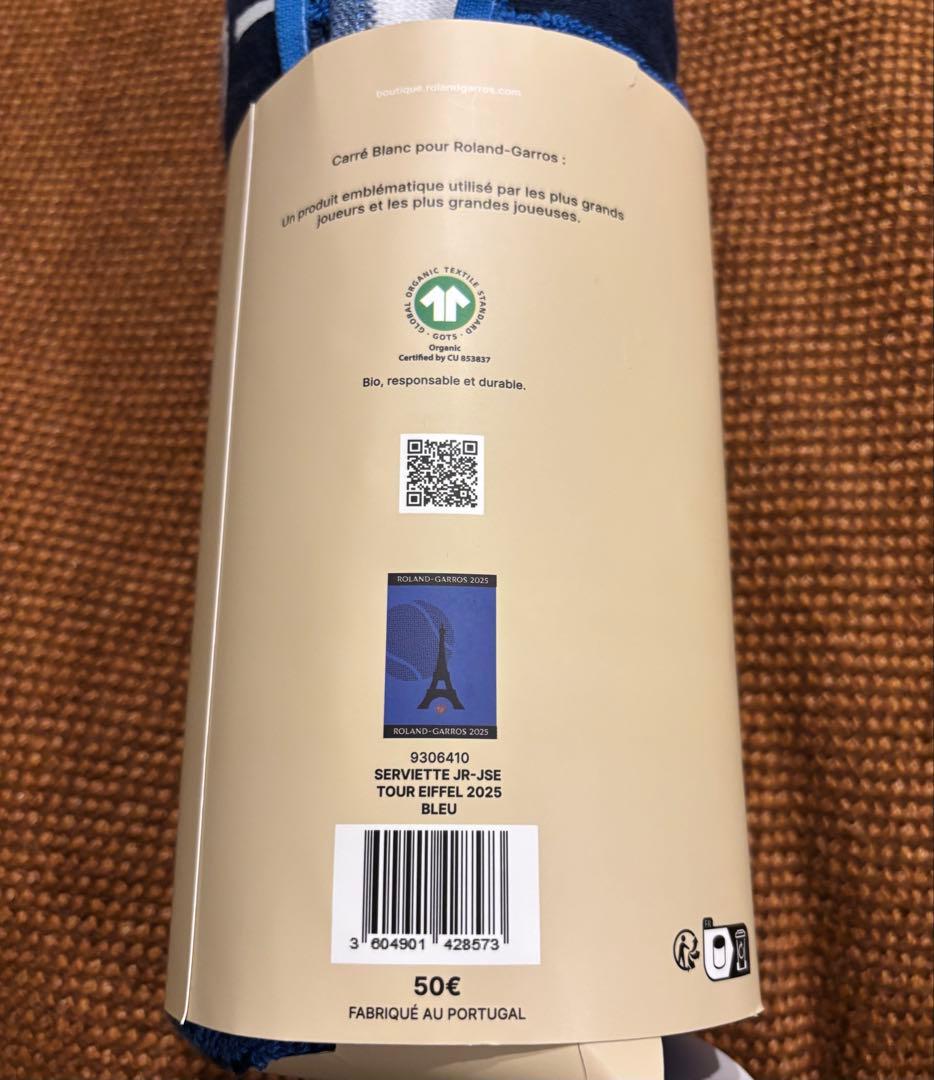 boutique.rolandgarros.com
Carré Blanc pour Roland-Garros :
Un produit emblématique utilisé par les plus grands
joueurs et les plus grandes joueuses.
GLOBAL ORGANIC TEXTILE STANDARD · GOTS ·
Organic
Certified by CU 853837
Bio, responsable et durable.
ROLAND-GARROS 2025
ROLAND-GARROS 2025
9306410
SERVIETTE JR-JSE
TOUR EIFFEL 2025
BLEU
3 604901 428573
50€
FABRIQUÉ AU PORTUGAL
FR